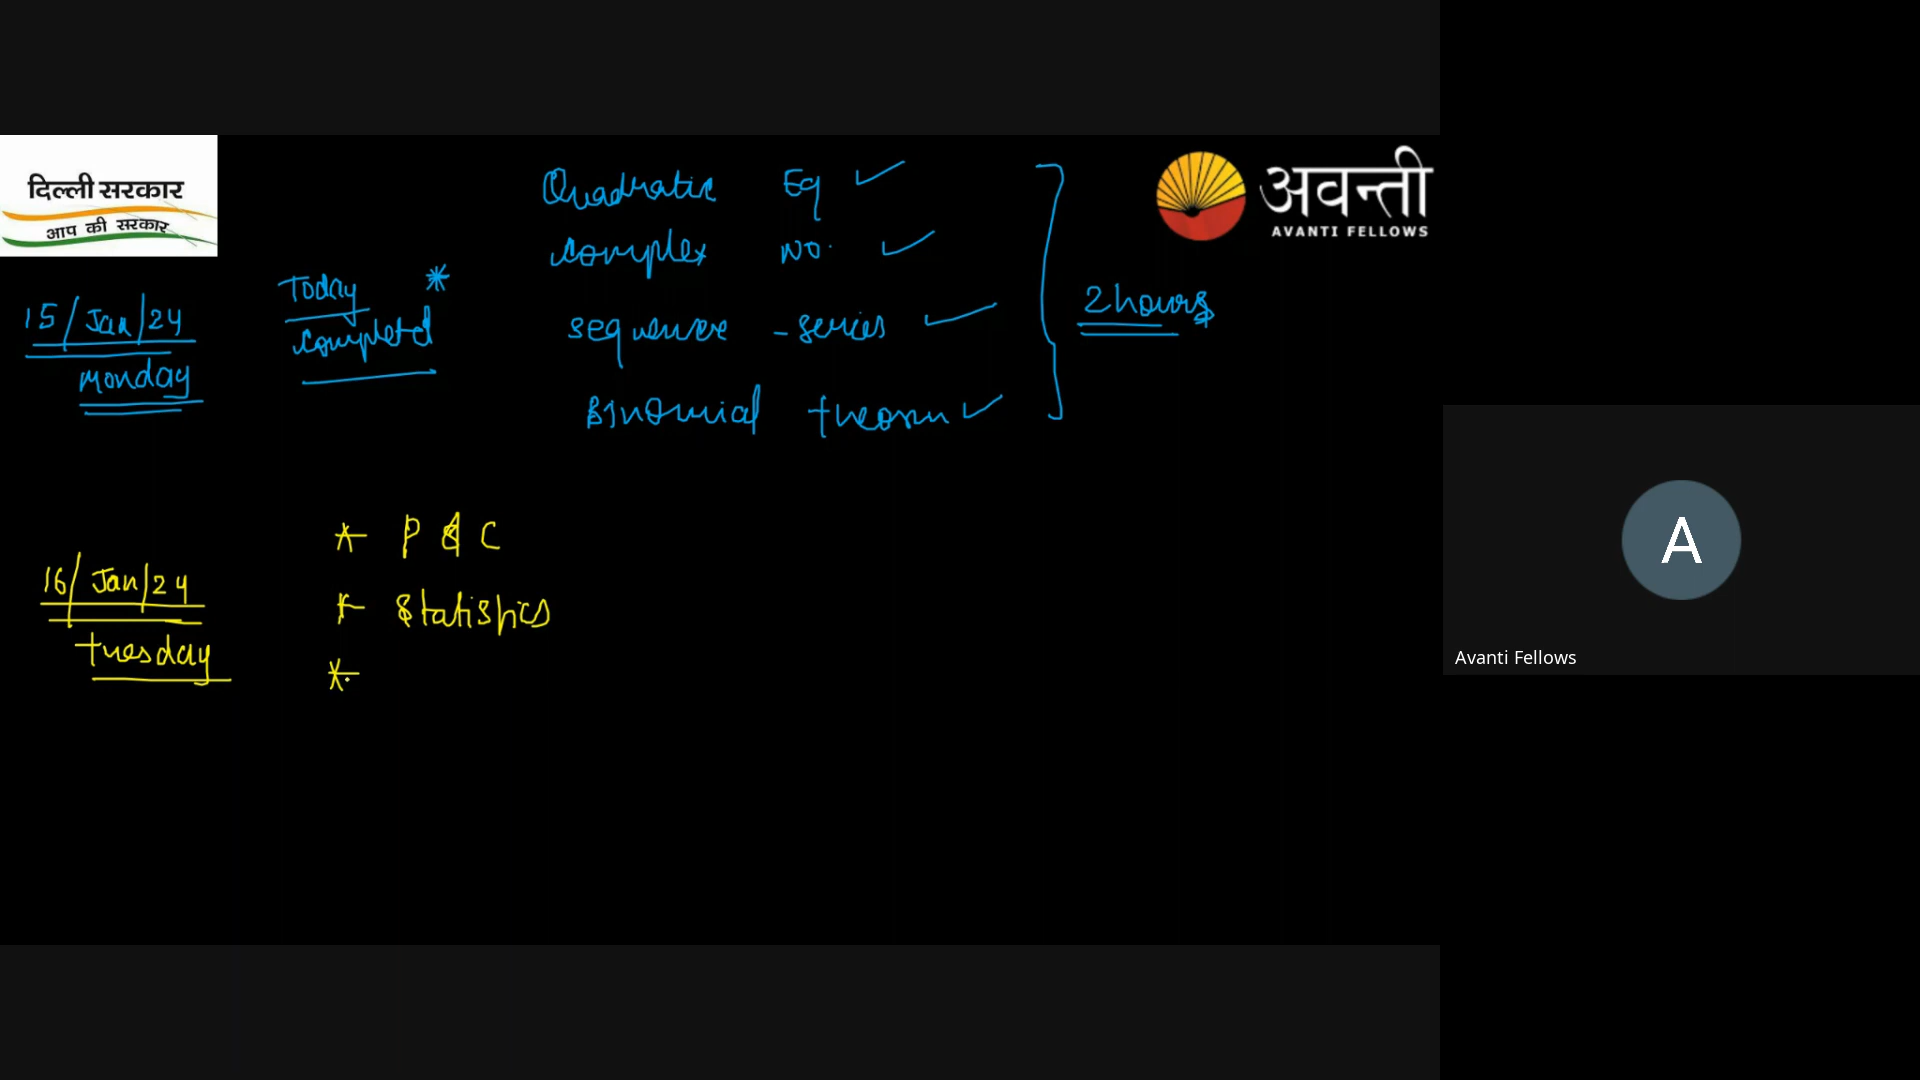 दिल्ली सरकार
आप की सरकार
अवन्ती
AVANTI FELLOWS
15/Jan/24
Monday
Today *
Completed
Quadratic Eq ✓
Complex No. ✓
Sequence - series ✓
Binomial theorem ✓
2 hours
16/Jan/24
tuesday
* P & C
* Statistics
*
A
Avanti Fellows